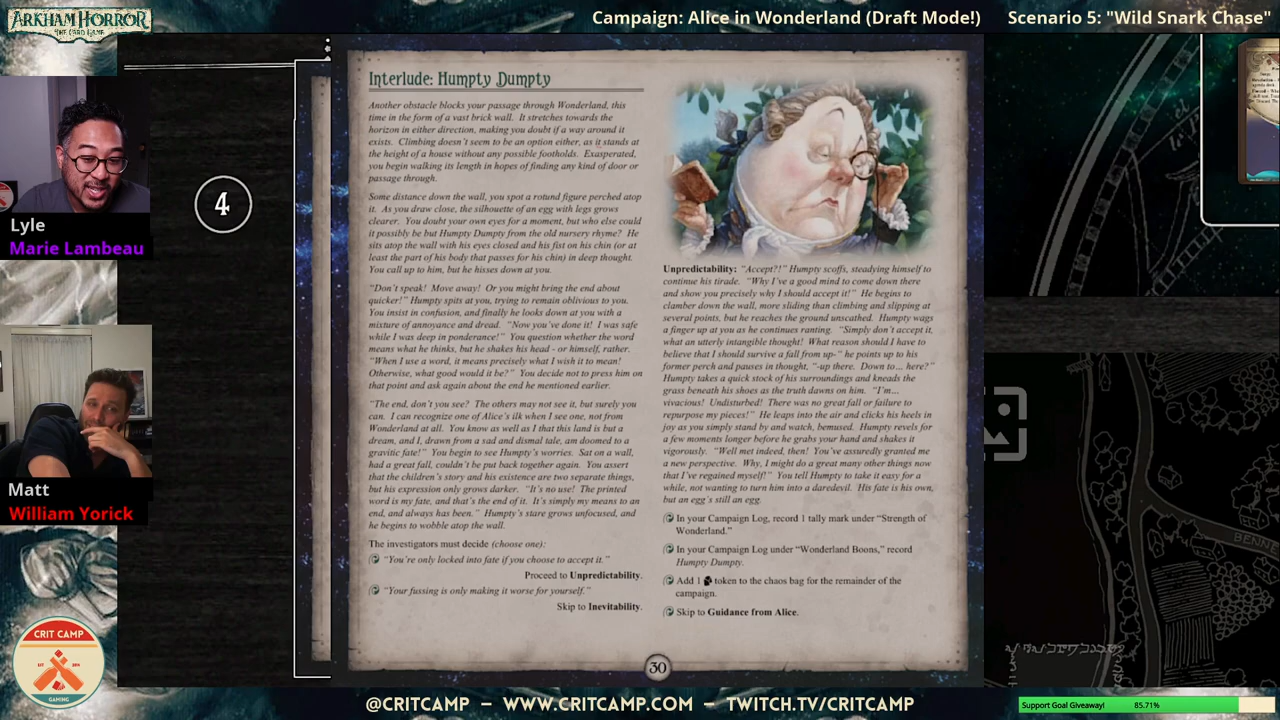 ARKHAM HORROR
THE CARD GAME
Campaign: Alice in Wonderland (Draft Mode!)
Scenario 5: "Wild Snark Chase"
Lyle
Marie Lambeau
Matt
William Yorick
CRIT CAMP
GAMING
4
Interlude: Humpty Dumpty
Another obstacle blocks your passage through Wonderland, this
time in the form of a vast brick wall. It stretches towards the
horizon in either direction, making you doubt if a way around it
exists. Climbing doesn't seem to be an option either, as it stands at
the height of a house without any possible footholds. Exasperated,
you begin walking its length in hopes of finding any kind of door or
passage through.
Some distance down the wall, you spot a rotund figure perched atop
it. As you draw close, the silhouette of an egg with legs grows
clearer. You doubt your own eyes for a moment, but who else could
it possibly be but Humpty Dumpty from the old nursery rhyme? He
sits atop the wall with his eyes closed and his fist on his chin (or at
least the part of his body that passes for his chin) in deep thought.
You call up to him, but he hisses down at you.
"Don't speak! Move away! Or you might bring the end about
quicker!" Humpty spits at you, trying to remain oblivious to you.
You insist in confusion, and finally he looks down at you with a
mixture of annoyance and dread. "Now you've done it! I was safe
while I was deep in ponderance!" You question whether the word
means what he thinks, but he shakes his head - or himself, rather.
"When I use a word, it means precisely what I wish it to mean!
Otherwise, what good would it be?" You decide not to press him on
that point and ask again about the end he mentioned earlier.
"The end, don't you see? The others may not see it, but surely you
can. I can recognize one of Alice's ilk when I see one, not from
Wonderland at all. You know as well as I that this land is but a
dream, and I, drawn from a sad and dismal tale, am doomed to a
gravitic fate!" You begin to see Humpty's worries. Sat on a wall,
had a great fall, couldn't be put back together again. You assert
that the children's story and his existence are two separate things,
but his expression only grows darker. "It's no use! The printed
word is my fate, and that's the end of it. It's simply my means to an
end, and always has been." Humpty's stare grows unfocused, and
he begins to wobble atop the wall.
The investigators must decide (choose one):
"You're only locked into fate if you choose to accept it."
Proceed to Unpredictability.
"Your fussing is only making it worse for yourself."
Skip to Inevitability.
Unpredictability: "Accept?!" Humpty scoffs, steadying himself to
continue his tirade. "Why I've a good mind to come down there
and show you precisely why I should accept it!" He begins to
clamber down the wall, more sliding than climbing and slipping at
several points, but he reaches the ground unscathed. Humpty wags
a finger up at you as he continues ranting. "Simply don't accept it,
what an utterly intangible thought! What reason should I have to
believe that I should survive a fall from up-" he points up to his
former perch and pauses in thought, "-up there. Down to... here?"
Humpty takes a quick stock of his surroundings and kneads the
grass beneath his shoes as the truth dawns on him. "I'm...
vivacious! Undisturbed! There was no great fall or failure to
repurpose my pieces!" He leaps into the air and clicks his heels in
joy as you simply stand by and watch, bemused. Humpty revels for
a few moments longer before he grabs your hand and shakes it
vigorously. "Well met indeed, then! You've assuredly granted me
a new perspective. Why, I might do a great many other things now
that I've regained myself!" You tell Humpty to take it easy for a
while, not wanting to turn him into a daredevil. His fate is his own,
but an egg's still an egg.
In your Campaign Log, record 1 tally mark under "Strength of
Wonderland."
In your Campaign Log under "Wonderland Boons," record
Humpty Dumpty.
Add 1 token to the chaos bag for the remainder of the
campaign.
Skip to Guidance from Alice.
30
BENNE
@CRITCAMP – WWW.CRITCAMP.COM – TWITCH.TV/CRITCAMP
Support Goal Giveaway! 85.71%